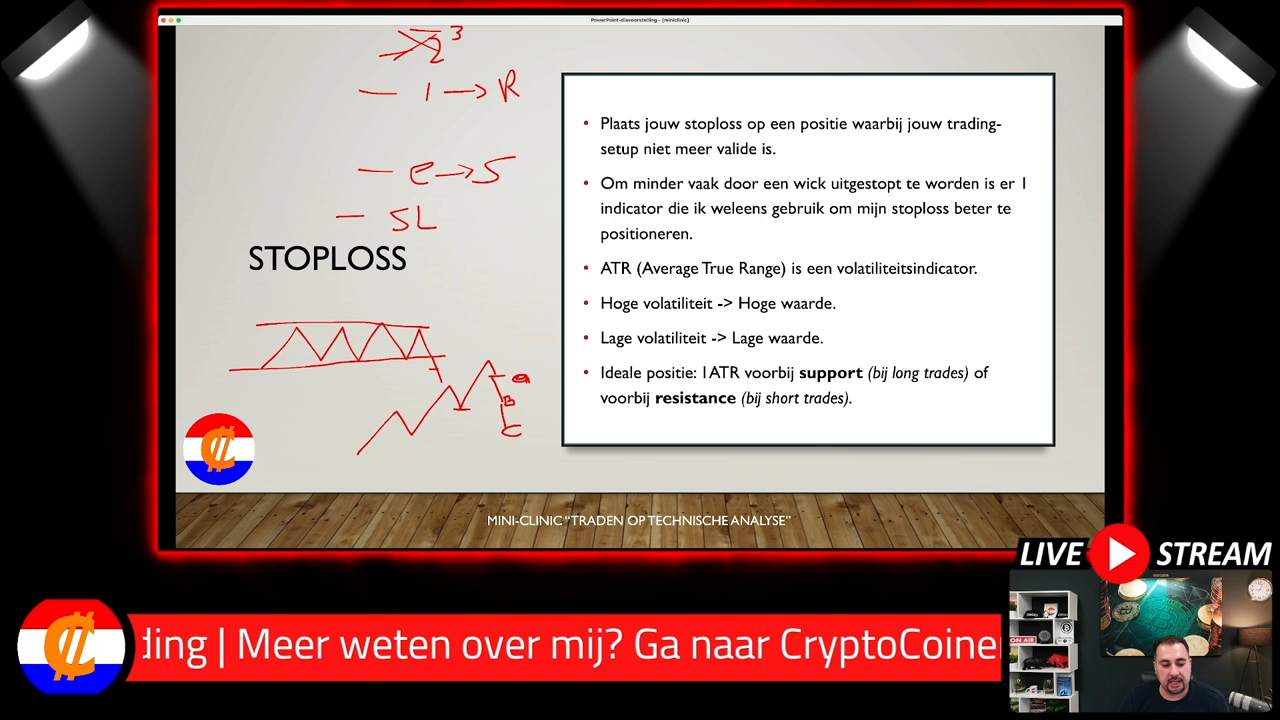 PowerPoint-diavoorstelling - [miniclinic]
3
2
1 → R
e → S
SL
STOPLOSS
• Plaats jouw stoploss op een positie waarbij jouw trading-
setup niet meer valide is.
• Om minder vaak door een wick uitgestopt te worden is er 1
indicator die ik weleens gebruik om mijn stoploss beter te
positioneren.
• ATR (Average True Range) is een volatiliteitsindicator.
• Hoge volatiliteit -> Hoge waarde.
• Lage volatiliteit -> Lage waarde.
• Ideale positie: 1ATR voorbij support (bij long trades) of
voorbij resistance (bij short trades).
B
C
MINI-CLINIC “TRADEN OP TECHNISCHE ANALYSE”
LIVE STREAM
ON AIR
ding | Meer weten over mij? Ga naar CryptoCoiner